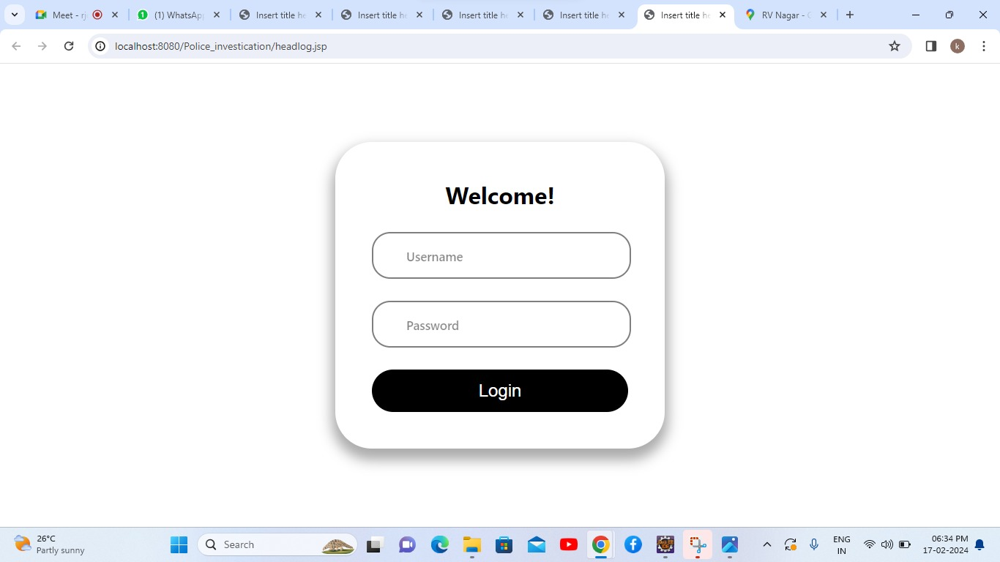 Meet - rj
(1) WhatsApp
Insert title he
Insert title he
Insert title he
Insert title he
Insert title he
RV Nagar - G
localhost:8080/Police_investication/headlog.jsp
k
Welcome!
Username
Password
Login
26°C
Partly sunny
Search
ENG
IN
06:34 PM
17-02-2024